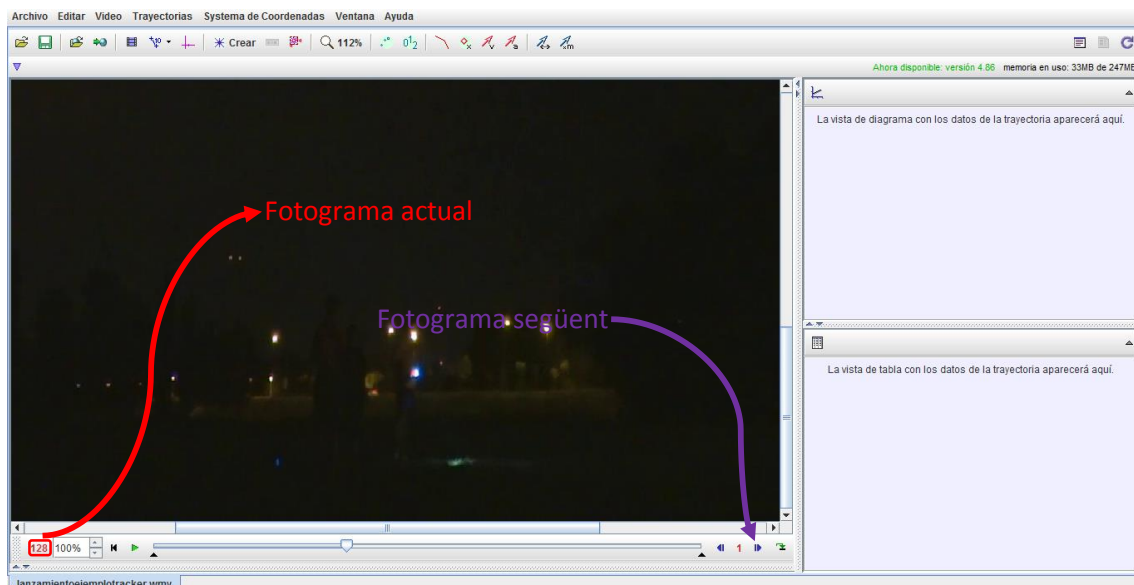 Archivo Editar Video Trayectorias Systema de Coordenadas Ventana Ayuda
Crear 112%
Ahora disponible: versión 4.86 memoria en uso: 33MB de 247MB
La vista de diagrama con los datos de la trayectoria aparecerá aquí.
Fotograma actual
Fotograma següent
La vista de tabla con los datos de la trayectoria aparecerá aquí.
128 100% 1
lanzamientoejemplotracker.wmv